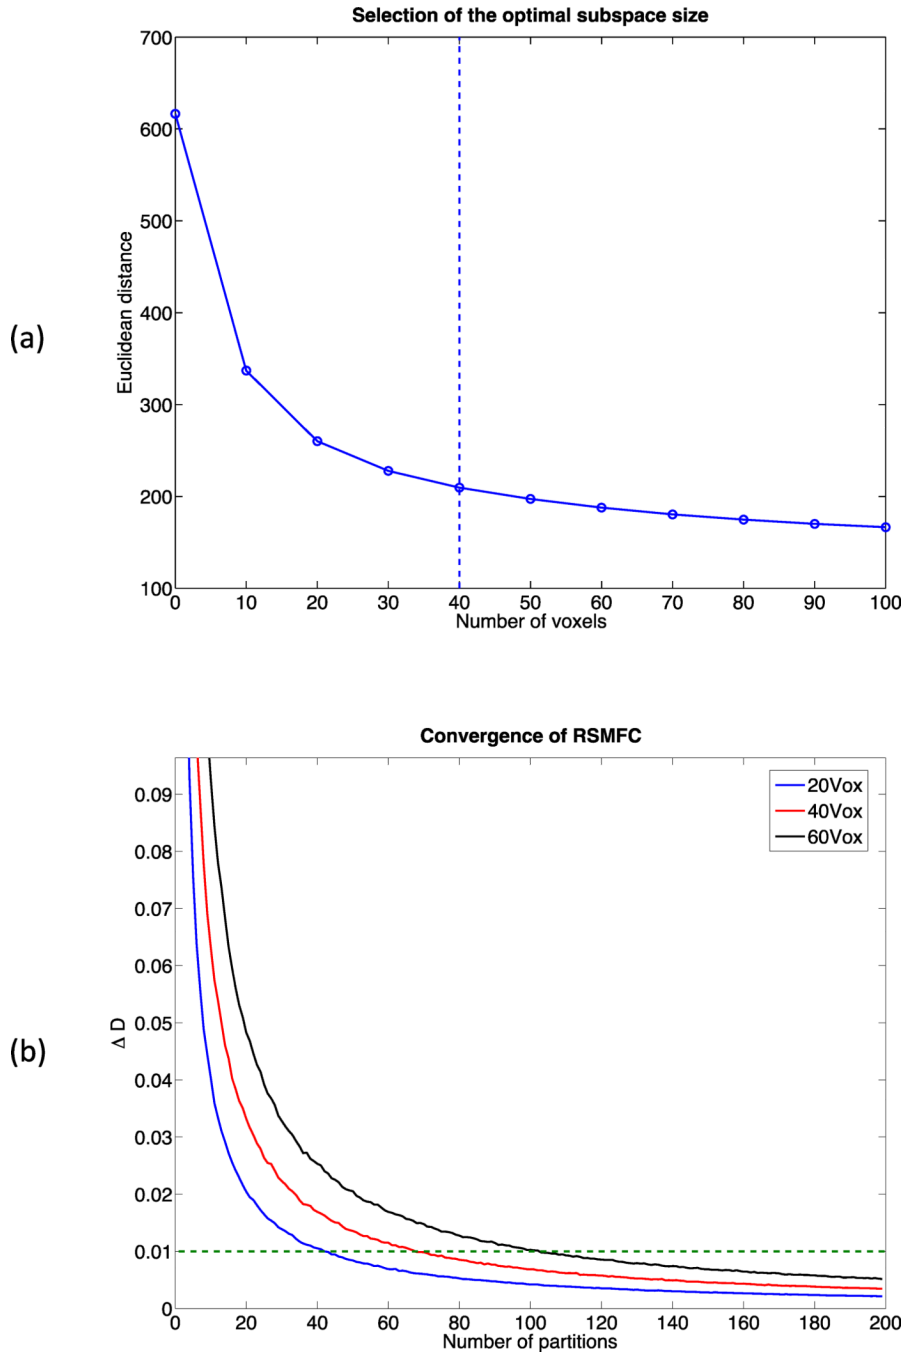 Selection of the optimal subspace size
700
600
500
400
300
200
100
Euclidean distance
(a)
0 10 20 30 40 50 60 70 80 90 100
Number of voxels
Convergence of RSMFC
20Vox
40Vox
60Vox
0.09
0.08
0.07
0.06
0.05
0.04
0.03
0.02
0.01
0
Δ D
(b)
0 20 40 60 80 100 120 140 160 180 200
Number of partitions